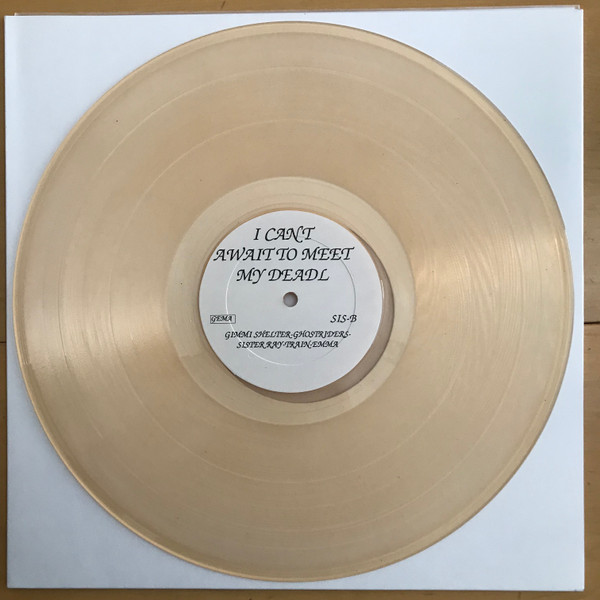 I CAN'T
AWAIT TO MEET
MY DEADL
GEMA
SIS-B
GIMMI SHELTER-GHOSTRIDERS-
SISTER RAY-TRAIN-EMMA